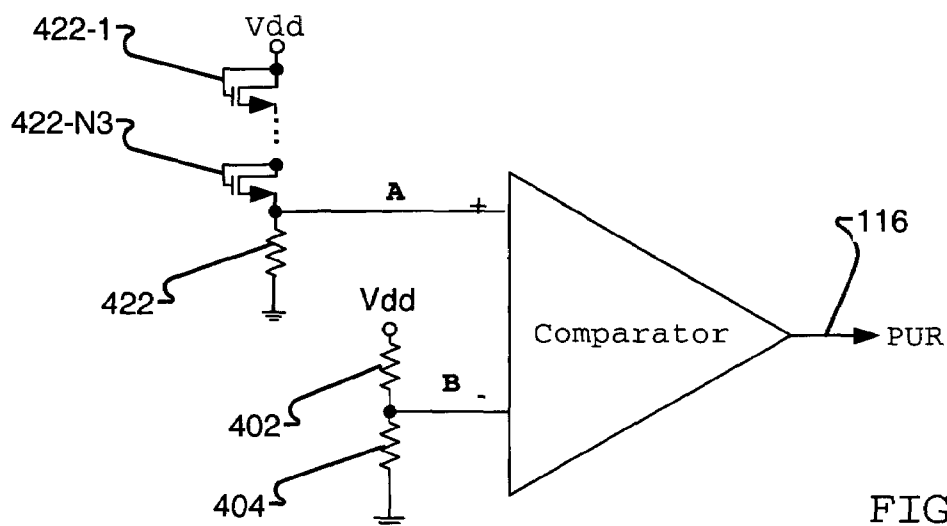 422-1
Vdd
422-N3
A
+
116
422
Vdd
Comparator
PUR
B
-
402
404
FIG